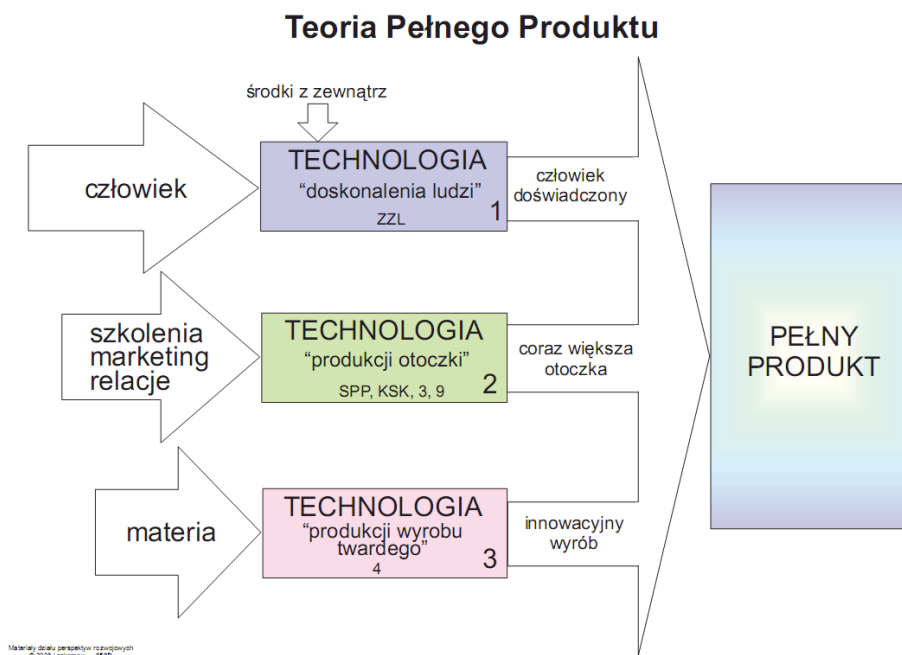 Teoria Pełnego Produktu
środki z zewnątrz
człowiek
TECHNOLOGIA
“doskonalenia ludzi”
ZZL
1
człowiek
doświadczony
szkolenia
marketing
relacje
TECHNOLOGIA
“produkcji otoczki”
SPP, KSK, 3, 9
2
coraz większa
otoczka
materia
TECHNOLOGIA
“produkcji wyrobu
twardego”
4
3
innowacyjny
wyrób
PEŁNY
PRODUKT
Materiały działu perspektyw rozwojowych